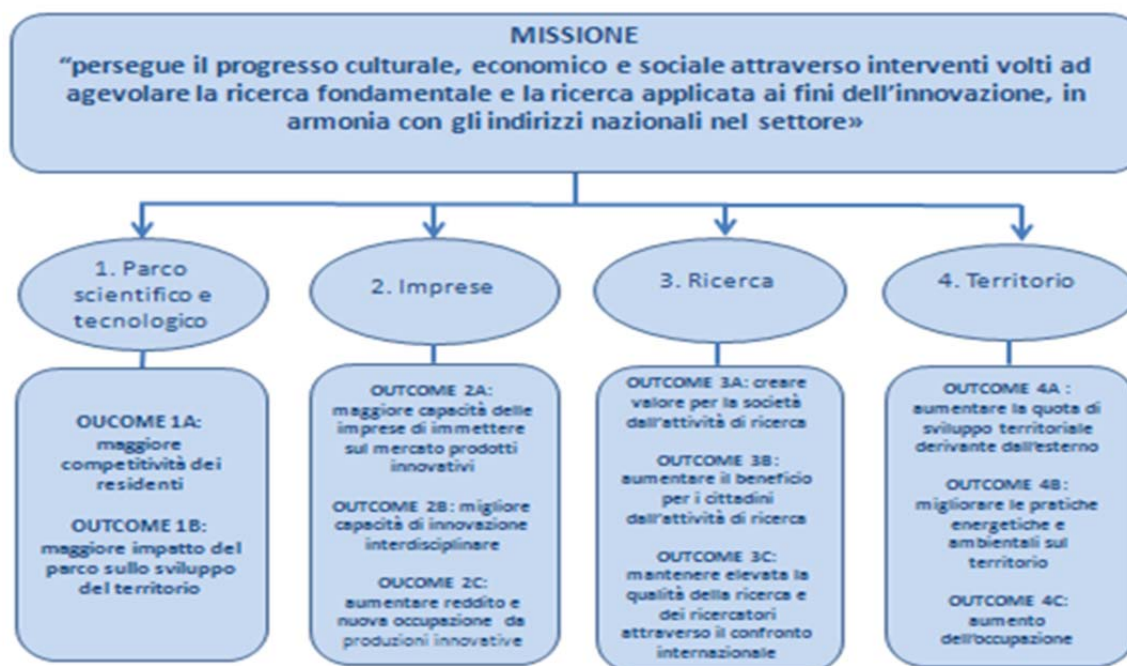 MISSIONE
“persegue il progresso culturale, economico e sociale attraverso interventi volti ad
agevolare la ricerca fondamentale e la ricerca applicata ai fini dell’innovazione, in
armonia con gli indirizzi nazionali nel settore»
1. Parco
scientifico e
tecnologico
2. Imprese
3. Ricerca
4. Territorio
OUCOME 1A:
maggiore
competitività dei
residenti
OUTCOME 1B:
maggiore impatto del
parco sullo sviluppo
del territorio
OUTCOME 2A:
maggiore capacità delle
imprese di immettere
sul mercato prodotti
innovativi
OUTCOME 2B: migliore
capacità di innovazione
interdisciplinare
OUCOME 2C:
aumentare reddito e
nuova occupazione da
produzioni innovative
OUTCOME 3A: creare
valore per la società
dall’attività di ricerca
OUTCOME 3B:
aumentare il beneficio
per i cittadini
dall’attività di ricerca
OUTCOME 3C:
mantenere elevata la
qualità della ricerca e
dei ricercatori
attraverso il confronto
internazionale
OUTCOME 4A :
aumentare la quota di
sviluppo territoriale
derivante dall’esterno
OUTCOME 4B:
migliorare le pratiche
energetiche e
ambientali sul
territorio
OUTCOME 4C:
aumento
dell’occupazione